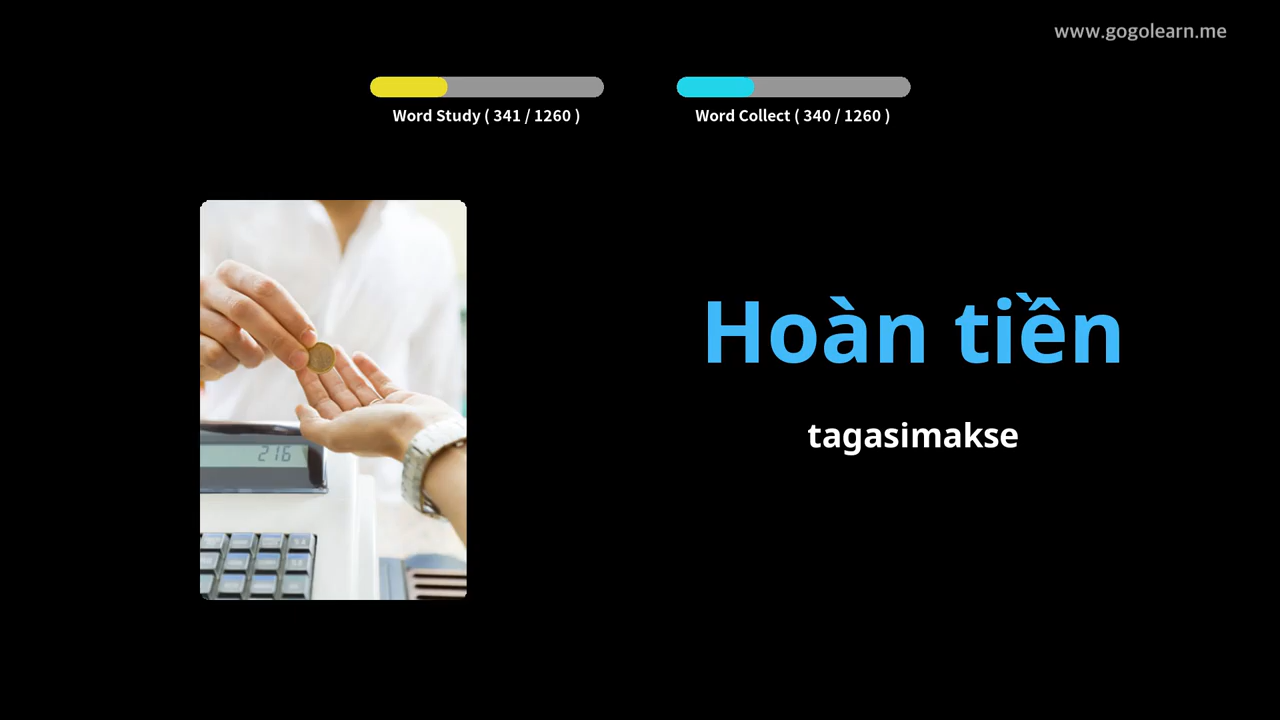 www.gogolearn.me
Word Study ( 341 / 1260 )
Word Collect ( 340 / 1260 )
Hoàn tiền
tagasimakse
216